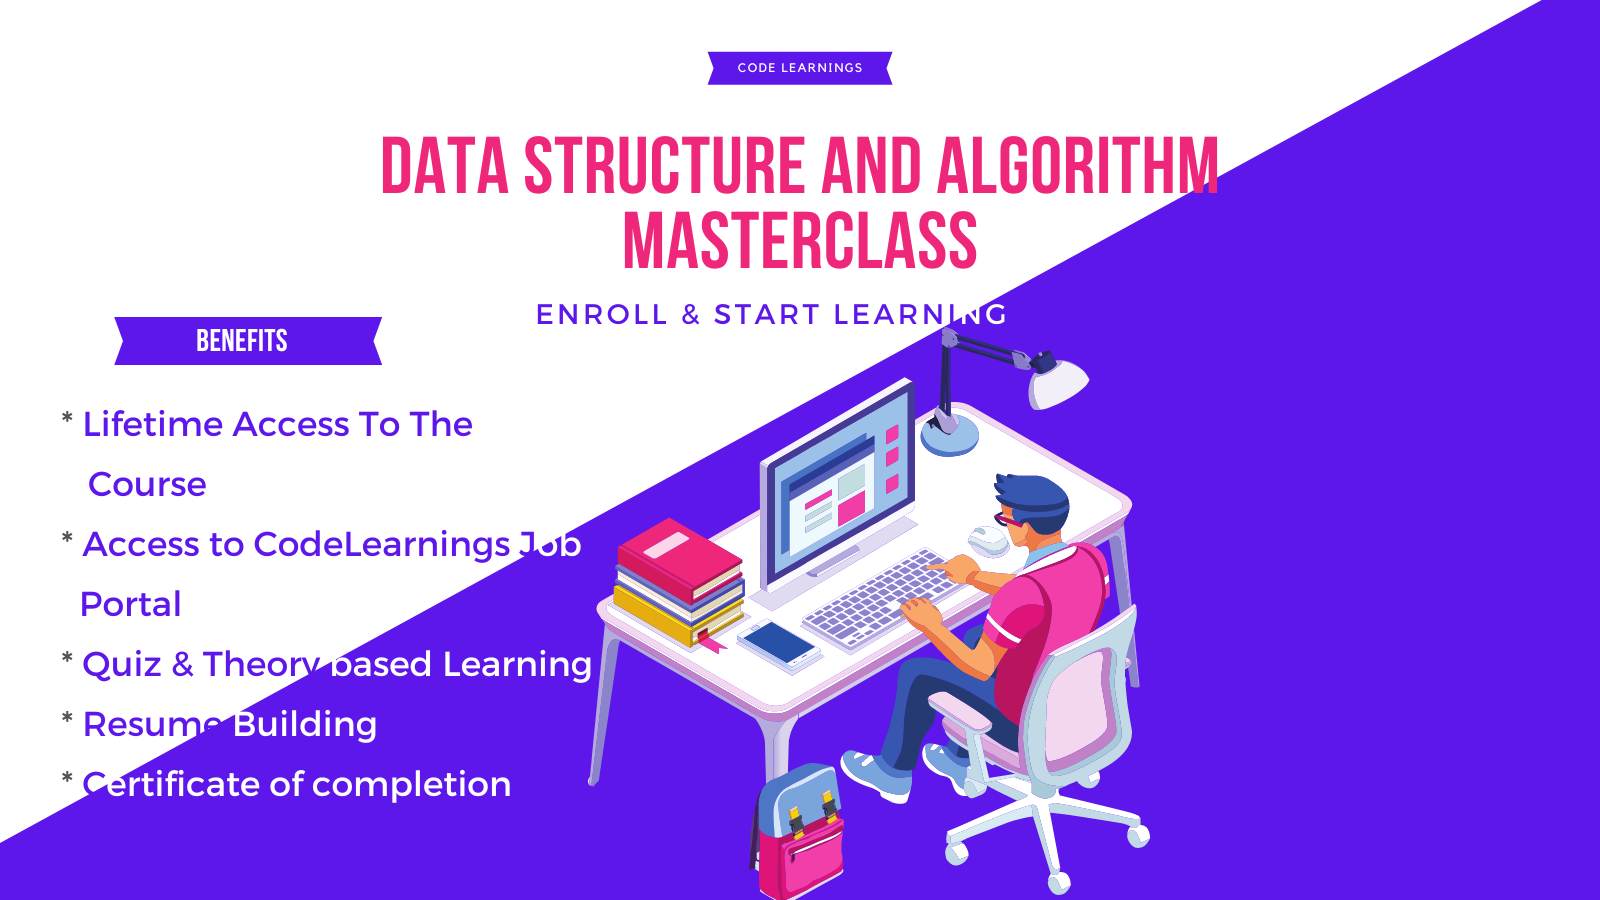 CODE LEARNINGS
DATA STRUCTURE AND ALGORITHM
MASTERCLASS
ENROLL & START LEARNING
BENEFITS
* Lifetime Access To The
Course
* Access to CodeLearnings Job
Portal
* Quiz & Theory based Learning
* Resume Building
* Certificate of completion